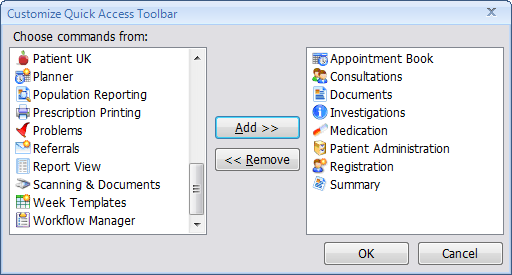 Customize Quick Access Toolbar
Choose commands from:
Patient UK
Planner
Population Reporting
Prescription Printing
Problems
Referrals
Report View
Scanning & Documents
Week Templates
Workflow Manager
Add >>
<< Remove
Appointment Book
Consultations
Documents
Investigations
Medication
Patient Administration
Registration
Summary
OK
Cancel